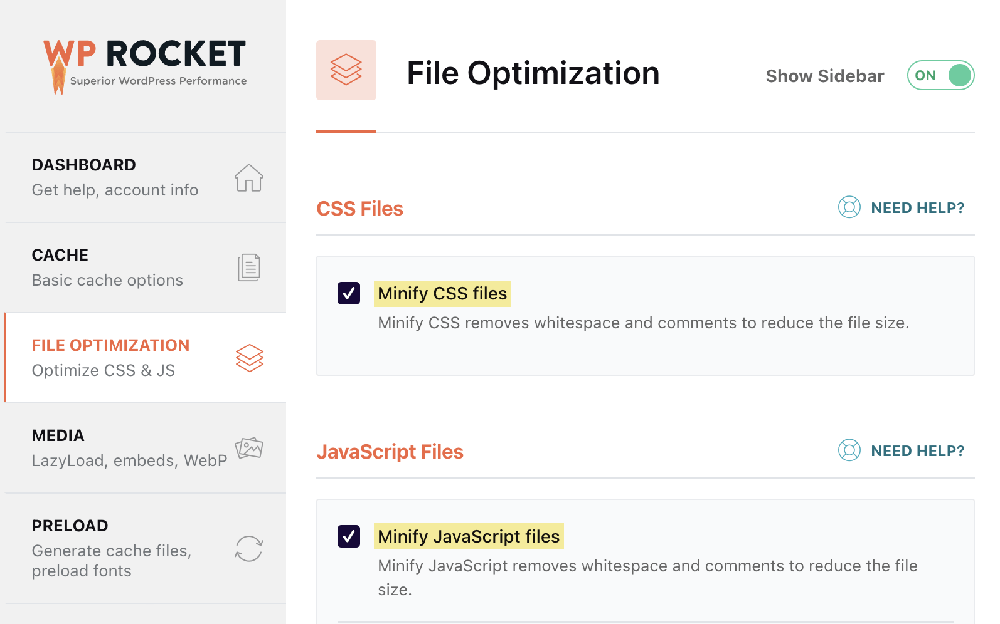 WP ROCKET
Superior WordPress Performance
DASHBOARD
Get help, account info
CACHE
Basic cache options
FILE OPTIMIZATION
Optimize CSS & JS
MEDIA
LazyLoad, embeds, WebP
PRELOAD
Generate cache files,
preload fonts
File Optimization
Show Sidebar
ON
CSS Files
NEED HELP?
Minify CSS files
Minify CSS removes whitespace and comments to reduce the file size.
JavaScript Files
NEED HELP?
Minify JavaScript files
Minify JavaScript removes whitespace and comments to reduce the file
size.